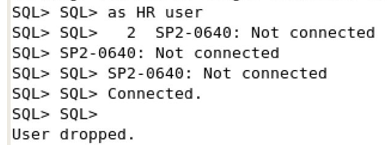 SQL> SQL> as HR user
SQL> SQL>   2  SP2-0640: Not connected
SQL> SP2-0640: Not connected
SQL> SQL> SP2-0640: Not connected
SQL> SQL> Connected.
SQL> SQL>
User dropped.